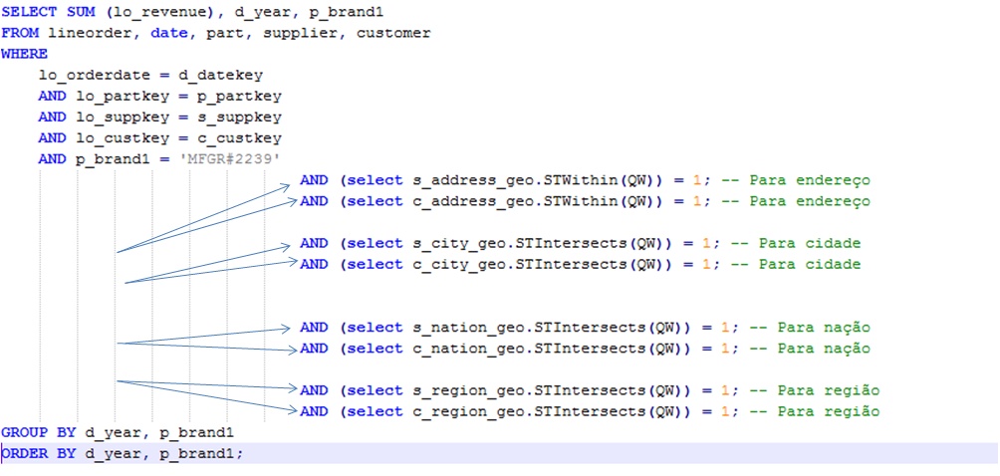 SELECT SUM (lo_revenue), d_year, p_brand1
FROM lineorder, date, part, supplier, customer
WHERE
lo_orderdate = d_datekey
AND lo_partkey = p_partkey
AND lo_suppkey = s_suppkey
AND lo_custkey = c_custkey
AND p_brand1 = 'MFGR#2239'
AND (select s_address_geo.STWithin(QW)) = 1; -- Para endereço
AND (select c_address_geo.STWithin(QW)) = 1; -- Para endereço
AND (select s_city_geo.STIntersects(QW)) = 1; -- Para cidade
AND (select c_city_geo.STIntersects(QW)) = 1; -- Para cidade
AND (select s_nation_geo.STIntersects(QW)) = 1; -- Para nação
AND (select c_nation_geo.STIntersects(QW)) = 1; -- Para nação
AND (select s_region_geo.STIntersects(QW)) = 1; -- Para região
AND (select c_region_geo.STIntersects(QW)) = 1; -- Para região
GROUP BY d_year, p_brand1
ORDER BY d_year, p_brand1;